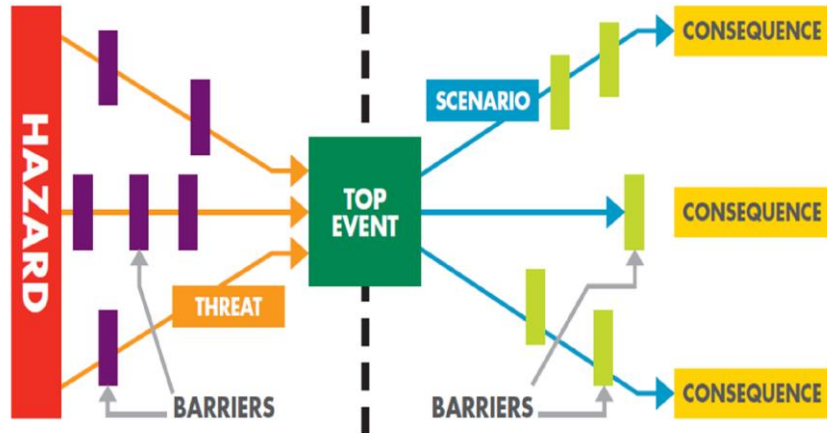 HAZARD
THREAT
BARRIERS
TOP
EVENT
SCENARIO
BARRIERS
CONSEQUENCE
CONSEQUENCE
CONSEQUENCE